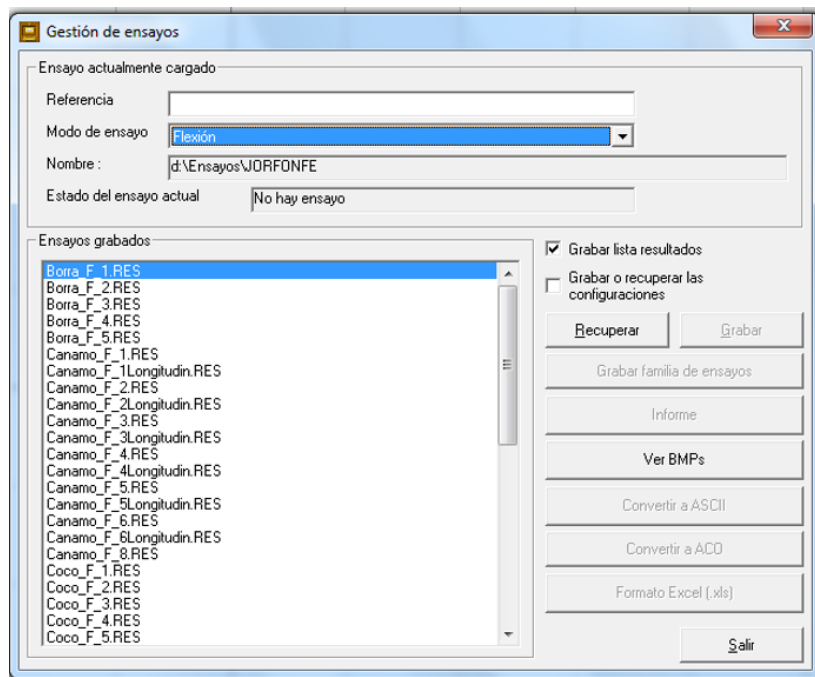 Gestión de ensayos
Ensayo actualmente cargado
Referencia
Modo de ensayo
Flexión
Nombre :
d:\Ensayos\JORFONFE
Estado del ensayo actual
No hay ensayo
Ensayos grabados
Borra_F_1.RES
Borra_F_2.RES
Borra_F_3.RES
Borra_F_4.RES
Borra_F_5.RES
Canamo_F_1.RES
Canamo_F_1Longitudin.RES
Canamo_F_2.RES
Canamo_F_2Longitudin.RES
Canamo_F_3.RES
Canamo_F_3Longitudin.RES
Canamo_F_4.RES
Canamo_F_4Longitudin.RES
Canamo_F_5.RES
Canamo_F_5Longitudin.RES
Canamo_F_6.RES
Canamo_F_6Longitudin.RES
Canamo_F_8.RES
Coco_F_1.RES
Coco_F_2.RES
Coco_F_3.RES
Coco_F_4.RES
Coco_F_5.RES
Grabar lista resultados
Grabar o recuperar las
configuraciones
Recuperar
Grabar
Grabar familia de ensayos
Informe
Ver BMPs
Convertir a ASCII
Convertir a ACO
Formato Excel (.xls)
Salir